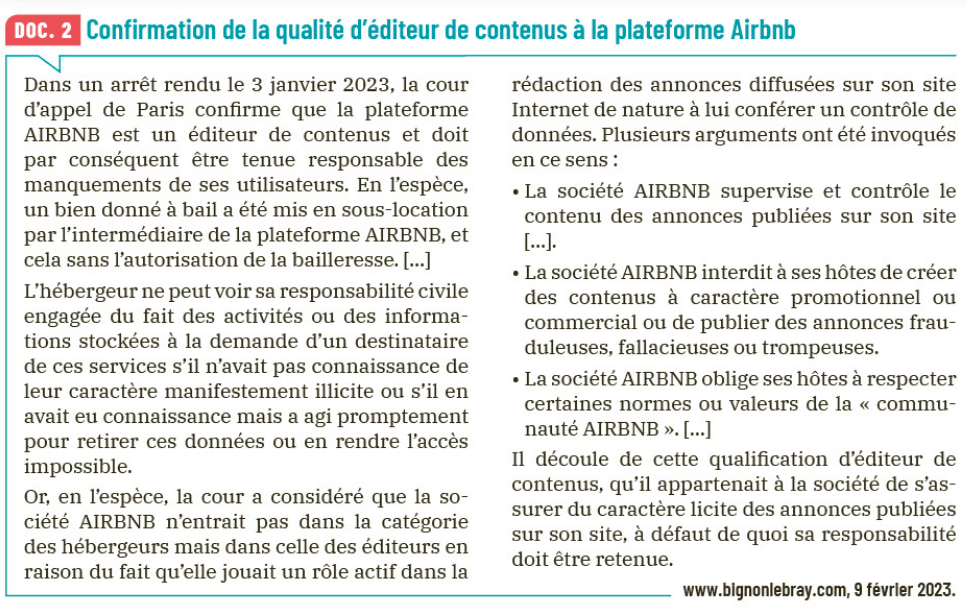 DOC. 2 Confirmation de la qualité d'éditeur de contenus à la plateforme Airbnb
Dans un arrêt rendu le 3 janvier 2023, la cour
d'appel de Paris confirme que la plateforme
AIRBNB est un éditeur de contenus et doit
par conséquent être tenue responsable des
manquements de ses utilisateurs. En l'espèce,
un bien donné à bail a été mis en sous-location
par l'intermédiaire de la plateforme AIRBNB, et
cela sans l'autorisation de la bailleresse. [...]
L'hébergeur ne peut voir sa responsabilité civile
engagée du fait des activités ou des informa-
tions stockées à la demande d'un destinataire
de ces services s'il n'avait pas connaissance de
leur caractère manifestement illicite ou s'il en
avait eu connaissance mais a agi promptement
pour retirer ces données ou en rendre l'accès
impossible.
Or, en l'espèce, la cour a considéré que la so-
ciété AIRBNB n'entrait pas dans la catégorie
des hébergeurs mais dans celle des éditeurs en
raison du fait qu'elle jouait un rôle actif dans la
rédaction des annonces diffusées sur son site
Internet de nature à lui conférer un contrôle de
données. Plusieurs arguments ont été invoqués
en ce sens :
• La société AIRBNB supervise et contrôle le
contenu des annonces publiées sur son site
[...].
• La société AIRBNB interdit à ses hôtes de créer
des contenus à caractère promotionnel ou
commercial ou de publier des annonces frau-
duleuses, fallacieuses ou trompeuses.
• La société AIRBNB oblige ses hôtes à respecter
certaines normes ou valeurs de la « commu-
nauté AIRBNB ». [...]
Il découle de cette qualification d'éditeur de
contenus, qu'il appartenait à la société de s'as-
surer du caractère licite des annonces publiées
sur son site, à défaut de quoi sa responsabilité
doit être retenue.
www.bignonlebray.com, 9 février 2023.